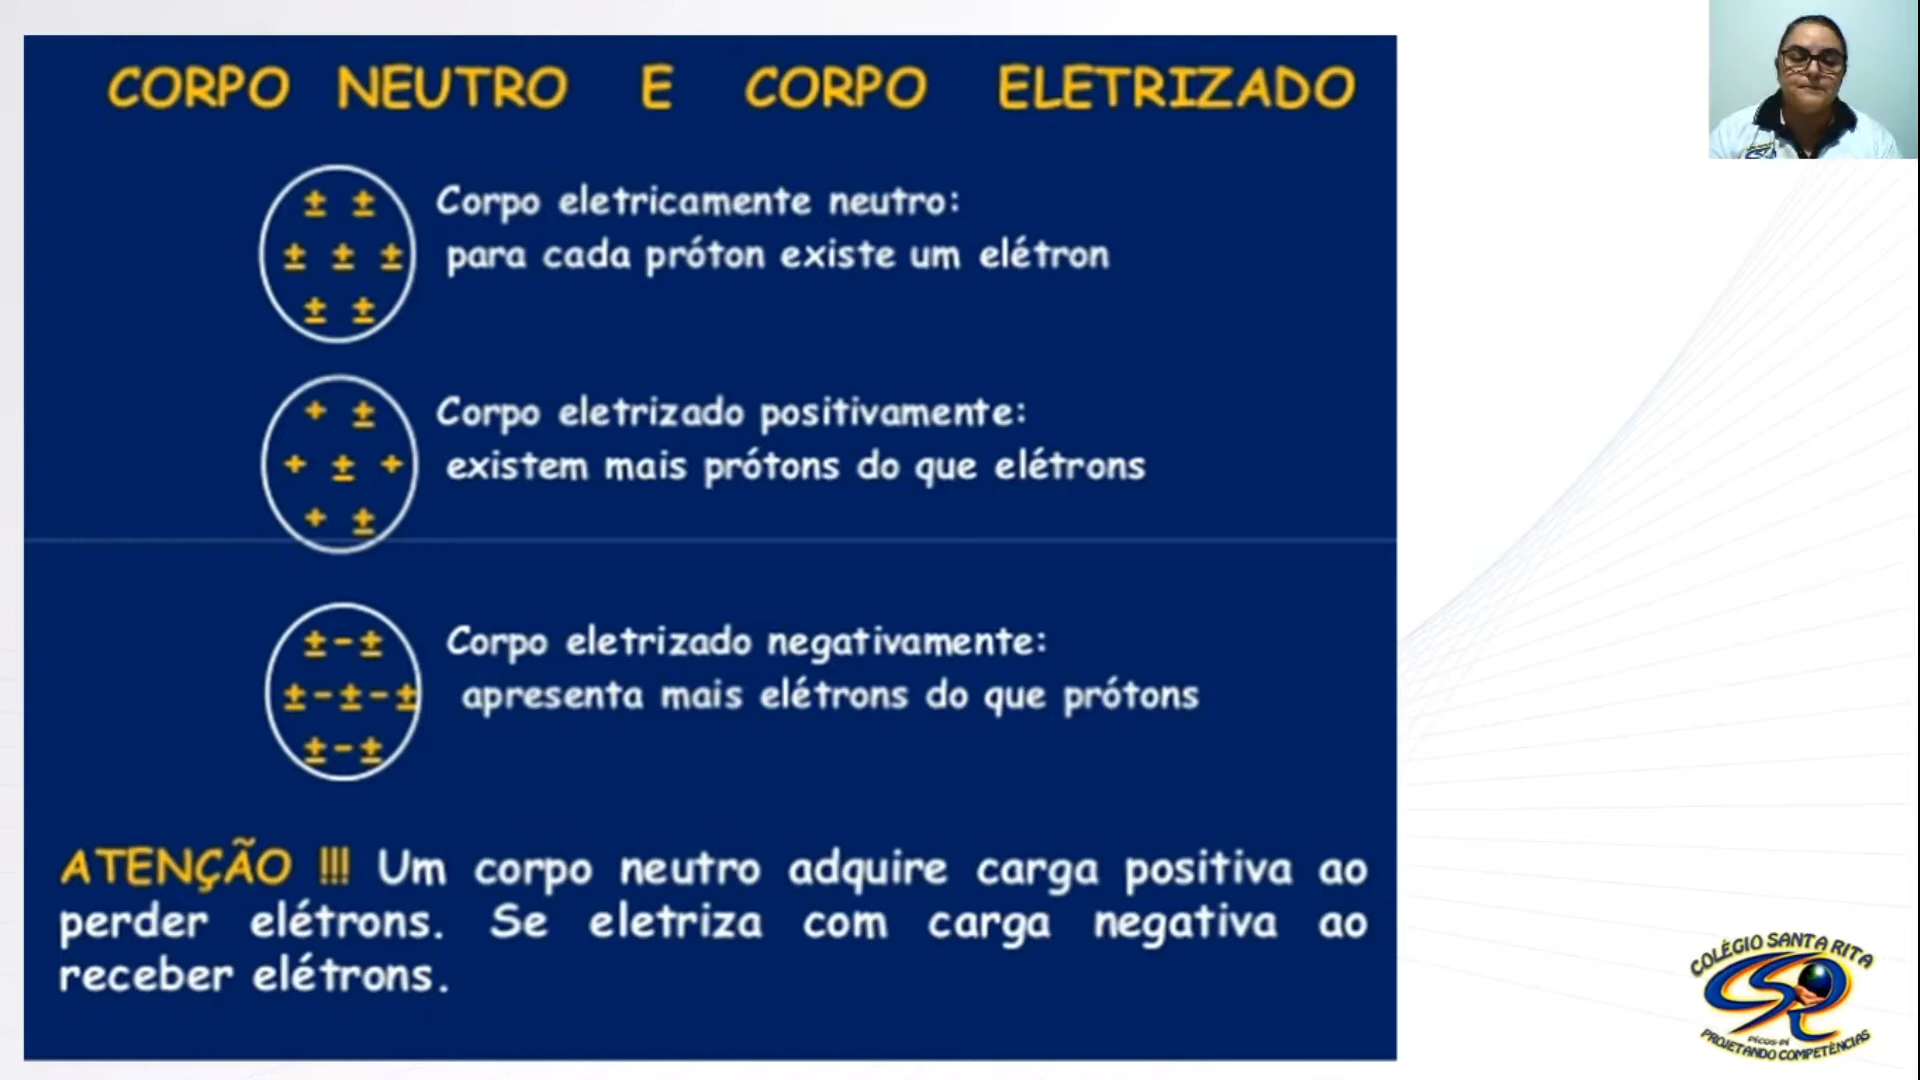 CORPO NEUTRO E CORPO ELETRIZADO
± ±
± ± ±
± ±
Corpo eletricamente neutro:
para cada próton existe um elétron
+ ±
+ ± +
+ ±
Corpo eletrizado positivamente:
existem mais prótons do que elétrons
±-±
±-±-±
±-±
Corpo eletrizado negativamente:
apresenta mais elétrons do que prótons
ATENÇÃO !!! Um corpo neutro adquire carga positiva ao
perder elétrons. Se eletriza com carga negativa ao
receber elétrons.
COLÉGIO SANTA RITA
PICOS-PI
PROJETANDO COMPETÊNCIAS